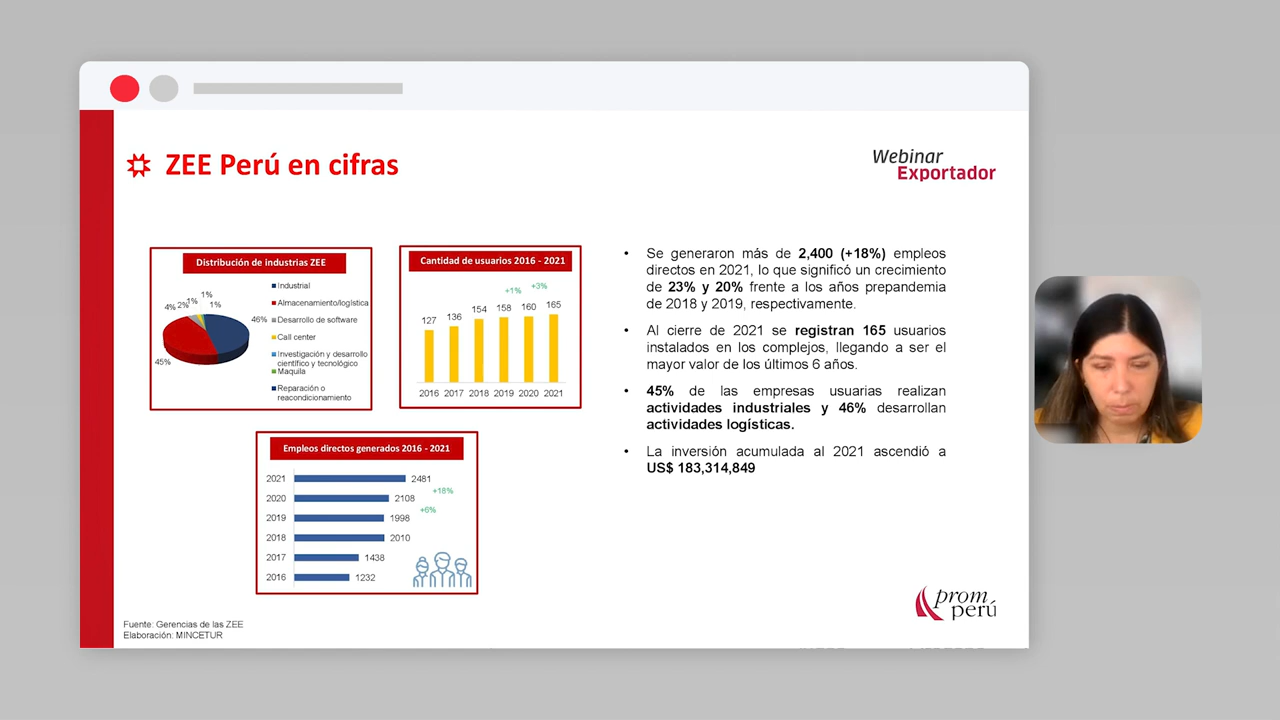 ZEE Perú en cifras
Webinar
Exportador
Distribución de industrias ZEE
4%
2%
1%
1%
1%
46%
45%
Industrial
Almacenamiento/logística
Desarrollo de software
Call center
Investigación y desarrollo
científico y tecnológico
Maquila
Reparación o
reacondicionamiento
Cantidad de usuarios 2016 - 2021
+1% +3%
127 136 154 158 160 165
2016 2017 2018 2019 2020 2021
Empleos directos generados 2016 - 2021
2021 2481
+18%
2020 2108
+6%
2019 1998
2018 2010
2017 1438
2016 1232
• Se generaron más de 2,400 (+18%) empleos
directos en 2021, lo que significó un crecimiento
de 23% y 20% frente a los años prepandemia
de 2018 y 2019, respectivamente.
• Al cierre de 2021 se registran 165 usuarios
instalados en los complejos, llegando a ser el
mayor valor de los últimos 6 años.
• 45% de las empresas usuarias realizan
actividades industriales y 46% desarrollan
actividades logísticas.
• La inversión acumulada al 2021 ascendió a
US$ 183,314,849
Fuente: Gerencias de las ZEE
Elaboración: MINCETUR
prom
perú